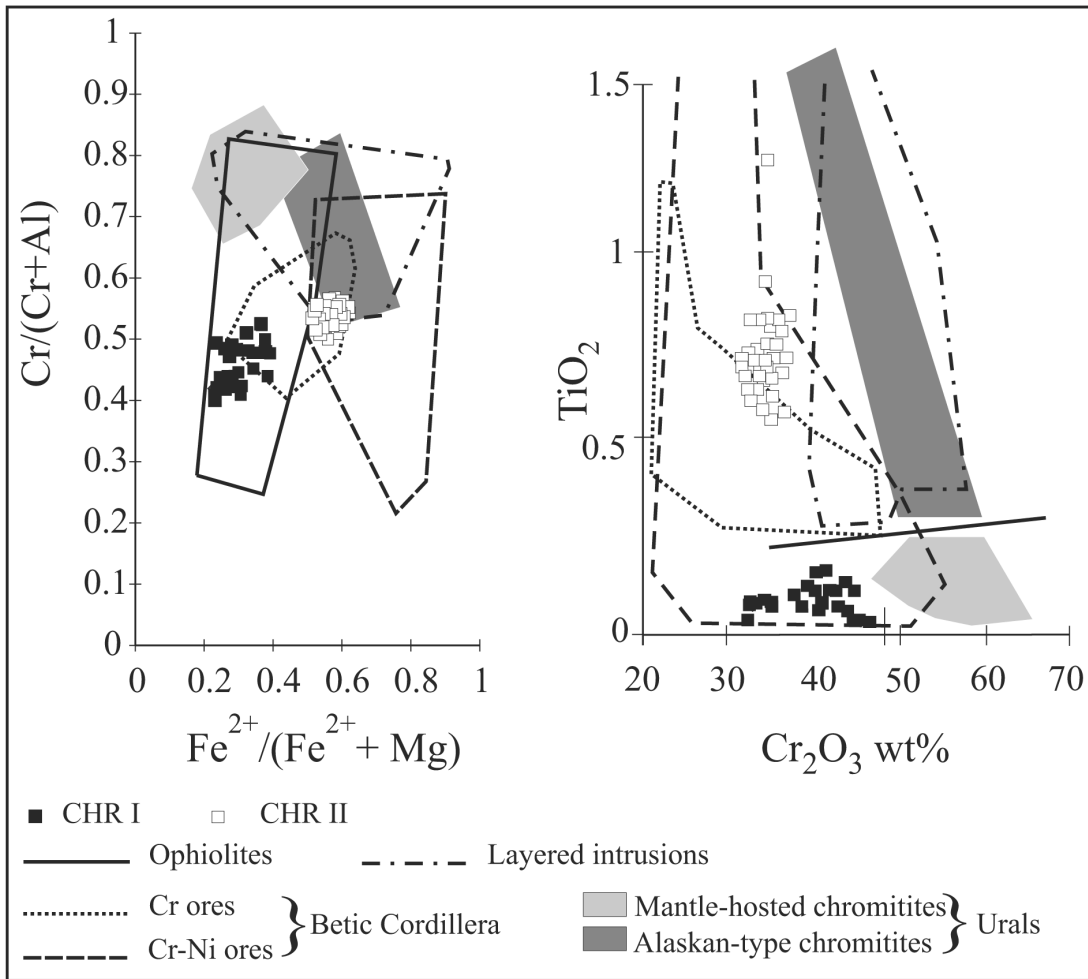 1
0.9
0.8
0.7
0.6
0.5
0.4
0.3
0.2
0.1
0
Cr/(Cr+Al)
0 0.2 0.4 0.6 0.8 1
Fe²⁺/(Fe²⁺+ Mg)
1.5
1
0.5
0
TiO₂
20 30 40 50 60 70
Cr₂O₃ wt%
CHR I CHR II
Ophiolites Layered intrusions
Cr ores
Cr-Ni ores
Betic Cordillera
Mantle-hosted chromitites
Alaskan-type chromitites
Urals